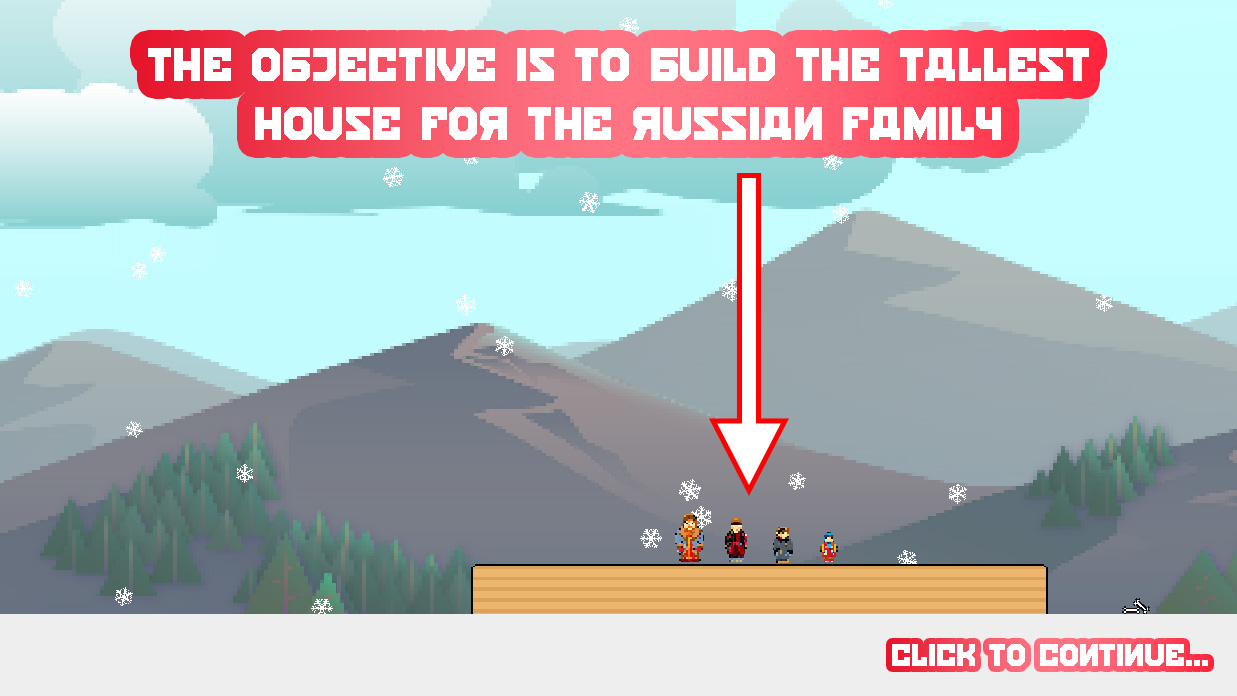 THE OBJECTIVE IS TO BUILD THE TALLEST
HOUSE FOR THE RUSSIAN FAMILY
CLICK TO CONTINUE...